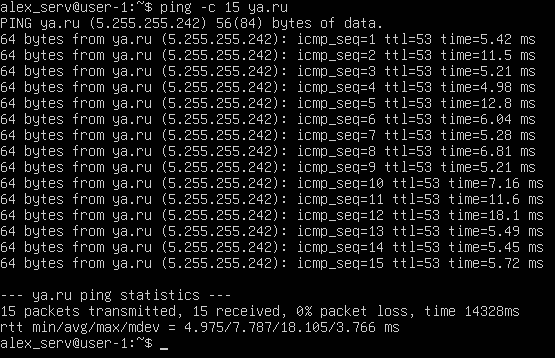 alex_serv@user-1:~$ ping -c 15 ya.ru
PING ya.ru (5.255.255.242) 56(84) bytes of data.
64 bytes from ya.ru (5.255.255.242): icmp_seq=1 ttl=53 time=5.42 ms
64 bytes from ya.ru (5.255.255.242): icmp_seq=2 ttl=53 time=11.5 ms
64 bytes from ya.ru (5.255.255.242): icmp_seq=3 ttl=53 time=5.21 ms
64 bytes from ya.ru (5.255.255.242): icmp_seq=4 ttl=53 time=4.98 ms
64 bytes from ya.ru (5.255.255.242): icmp_seq=5 ttl=53 time=12.8 ms
64 bytes from ya.ru (5.255.255.242): icmp_seq=6 ttl=53 time=6.04 ms
64 bytes from ya.ru (5.255.255.242): icmp_seq=7 ttl=53 time=5.28 ms
64 bytes from ya.ru (5.255.255.242): icmp_seq=8 ttl=53 time=6.81 ms
64 bytes from ya.ru (5.255.255.242): icmp_seq=9 ttl=53 time=5.21 ms
64 bytes from ya.ru (5.255.255.242): icmp_seq=10 ttl=53 time=7.16 ms
64 bytes from ya.ru (5.255.255.242): icmp_seq=11 ttl=53 time=11.6 ms
64 bytes from ya.ru (5.255.255.242): icmp_seq=12 ttl=53 time=18.1 ms
64 bytes from ya.ru (5.255.255.242): icmp_seq=13 ttl=53 time=5.49 ms
64 bytes from ya.ru (5.255.255.242): icmp_seq=14 ttl=53 time=5.45 ms
64 bytes from ya.ru (5.255.255.242): icmp_seq=15 ttl=53 time=5.72 ms
--- ya.ru ping statistics ---
15 packets transmitted, 15 received, 0% packet loss, time 14328ms
rtt min/avg/max/mdev = 4.975/7.787/18.105/3.766 ms
alex_serv@user-1:~$ _